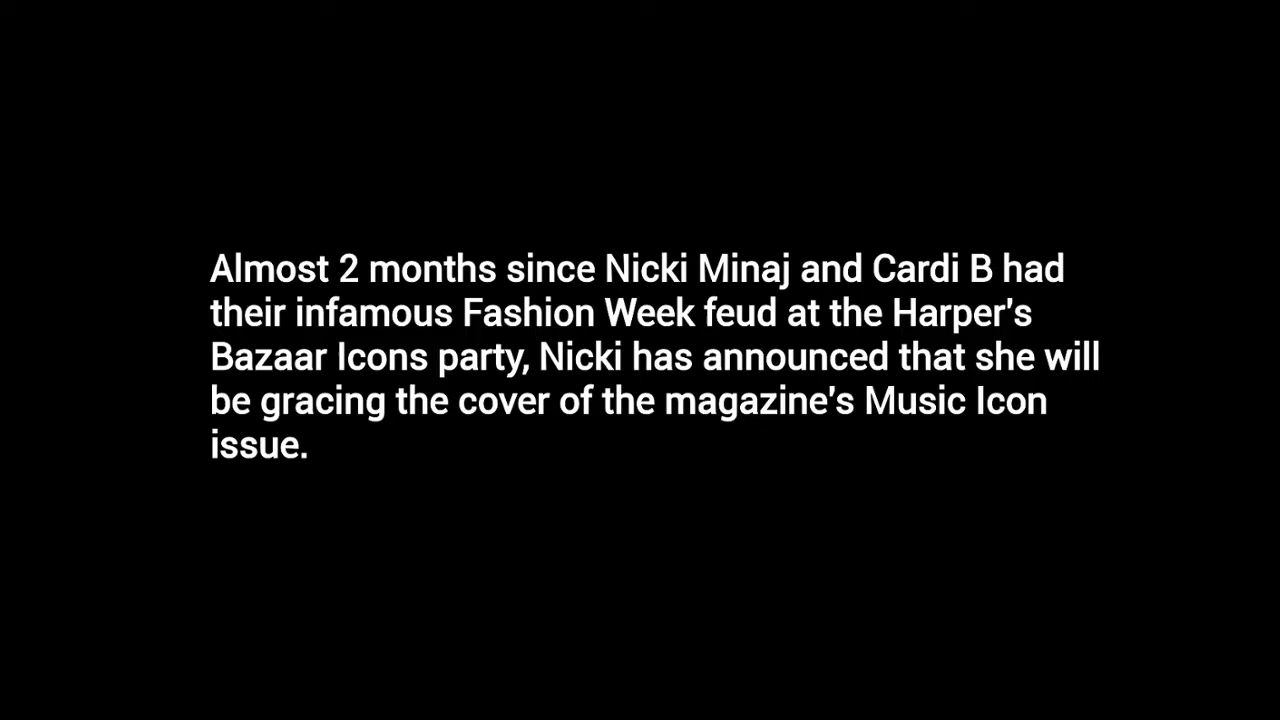 Almost 2 months since Nicki Minaj and Cardi B had
their infamous Fashion Week feud at the Harper's
Bazaar Icons party, Nicki has announced that she will
be gracing the cover of the magazine's Music Icon
issue.